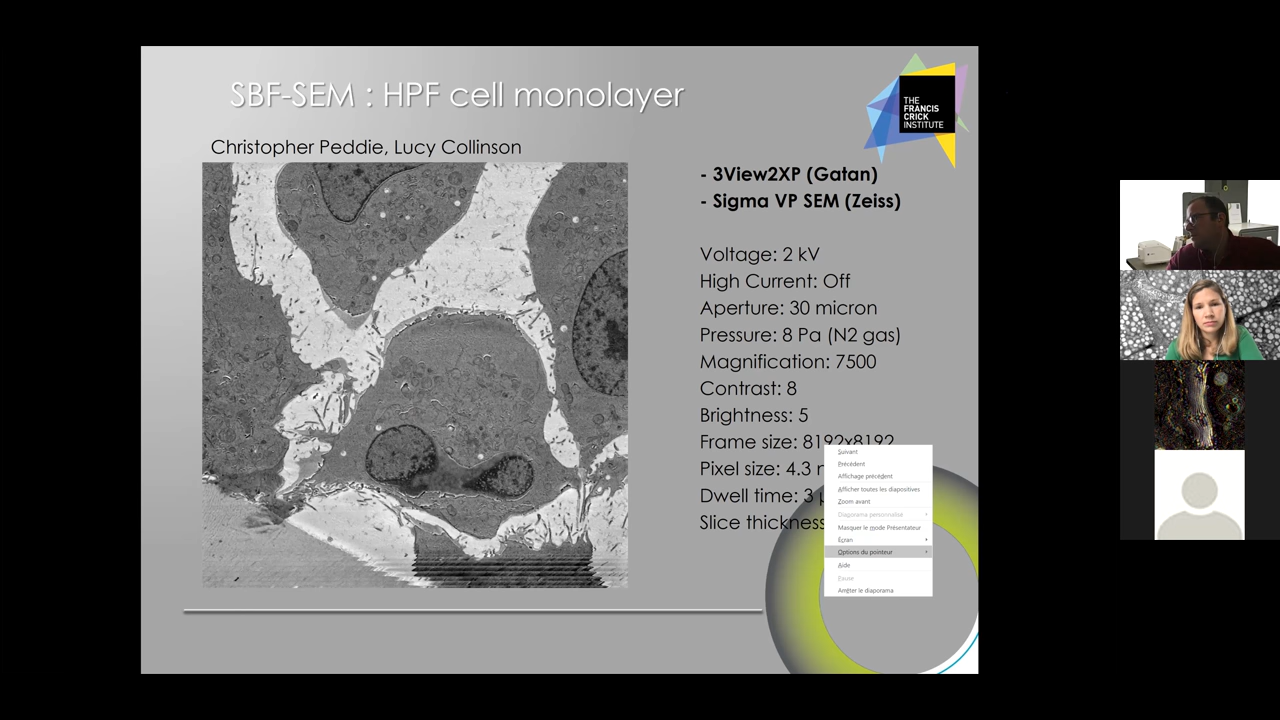 SBF-SEM : HPF cell monolayer
THE
FRANCIS
CRICK
INSTITUTE
Christopher Peddie, Lucy Collinson
- 3View2XP (Gatan)
- Sigma VP SEM (Zeiss)
Voltage: 2 kV
High Current: Off
Aperture: 30 micron
Pressure: 8 Pa (N2 gas)
Magnification: 7500
Contrast: 8
Brightness: 5
Frame size: 8192x8192
Pixel size: 4.3
Dwell time: 3
Slice thickness
Suivant
Précédent
Affichage précédent
Afficher toutes les diapositives
Zoom avant
Diaporama personnalisé
Masquer le mode Présentateur
Écran
Options du pointeur
Aide
Pause
Arrêter le diaporama